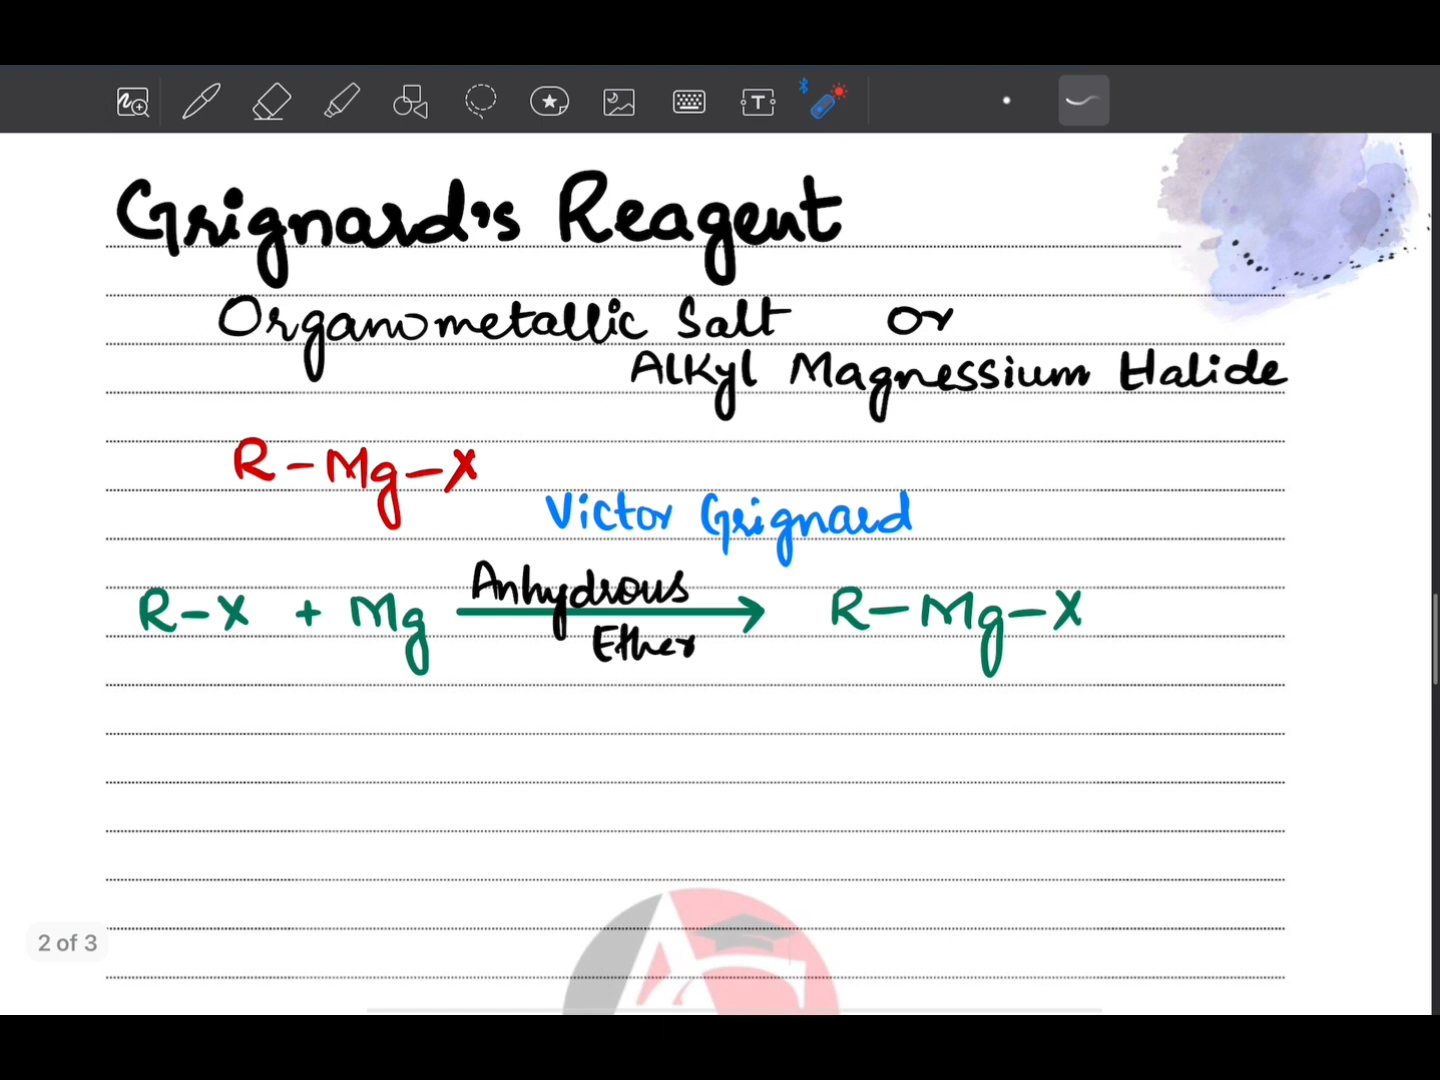 Grignard's Reagent
Organometallic Salt or
Alkyl Magnessium Halide
R-Mg-X
Victor Grignard
R-X + Mg Anhydrous Ether R-Mg-X
2 of 3